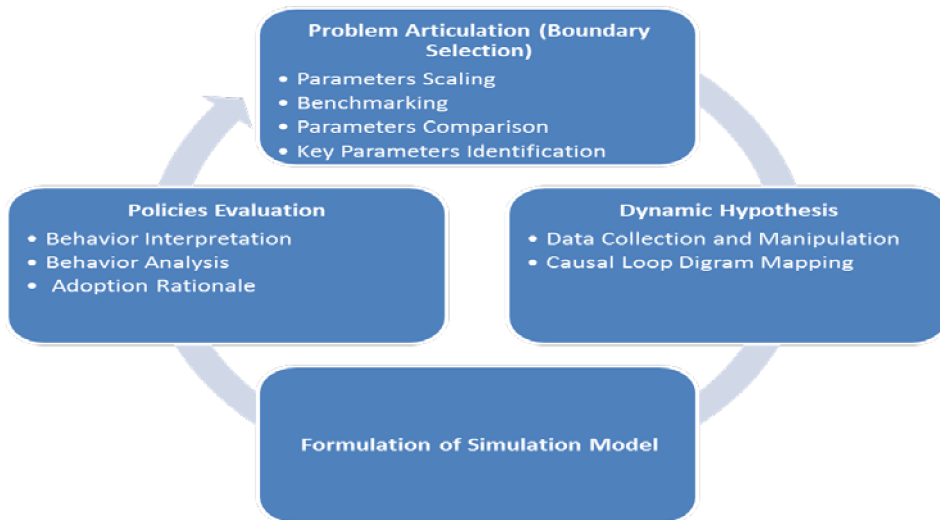 Problem Articulation (Boundary
Selection)
• Parameters Scaling
• Benchmarking
• Parameters Comparison
• Key Parameters Identification
Policies Evaluation
• Behavior Interpretation
• Behavior Analysis
• Adoption Rationale
Dynamic Hypothesis
• Data Collection and Manipulation
• Causal Loop Digram Mapping
Formulation of Simulation Model